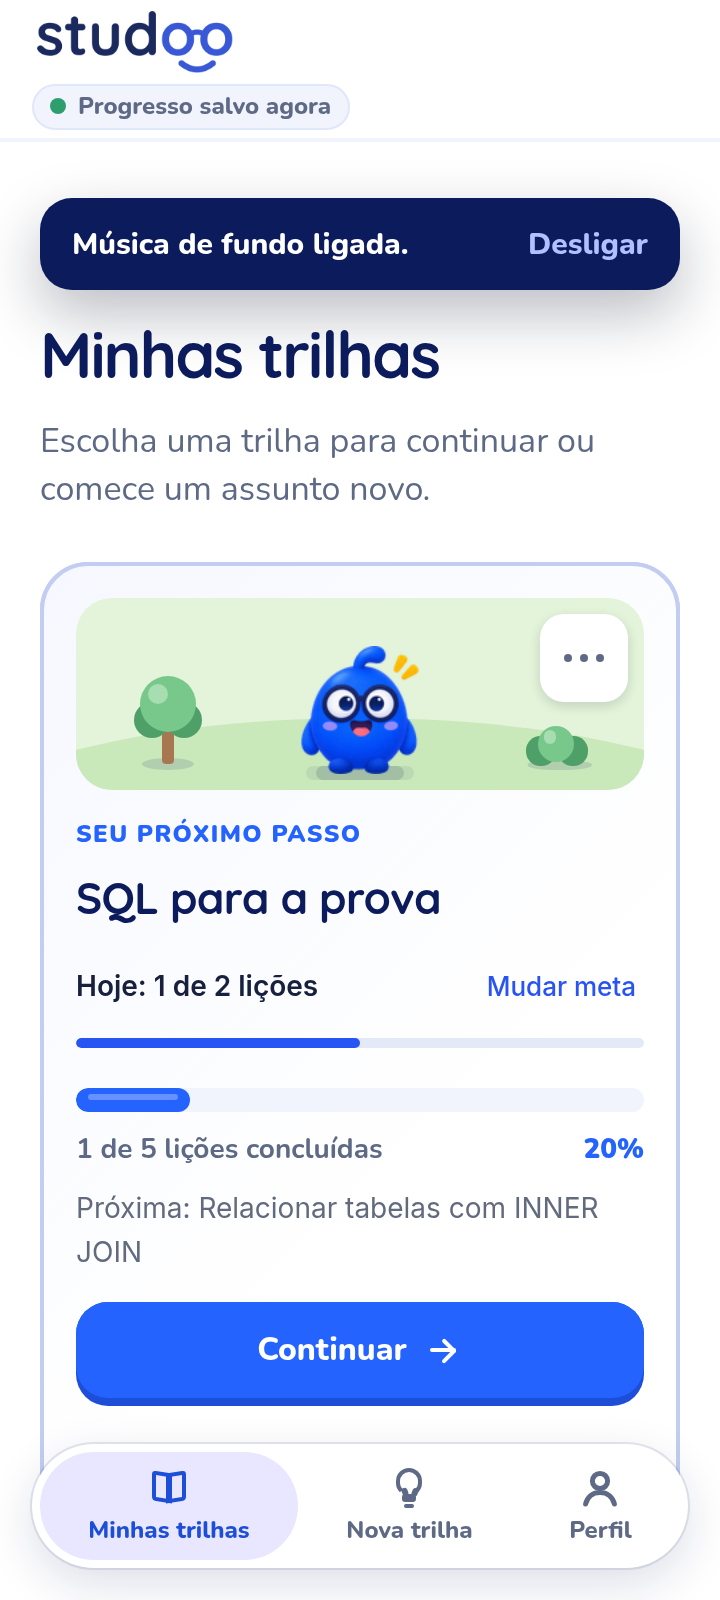 studoo
Progresso salvo agora
Música de fundo ligada. Desligar
Minhas trilhas
Escolha uma trilha para continuar ou
comece um assunto novo.
SEU PRÓXIMO PASSO
SQL para a prova
Hoje: 1 de 2 lições Mudar meta
1 de 5 lições concluídas 20%
Próxima: Relacionar tabelas com INNER
JOIN
Continuar →
Minhas trilhas Nova trilha Perfil